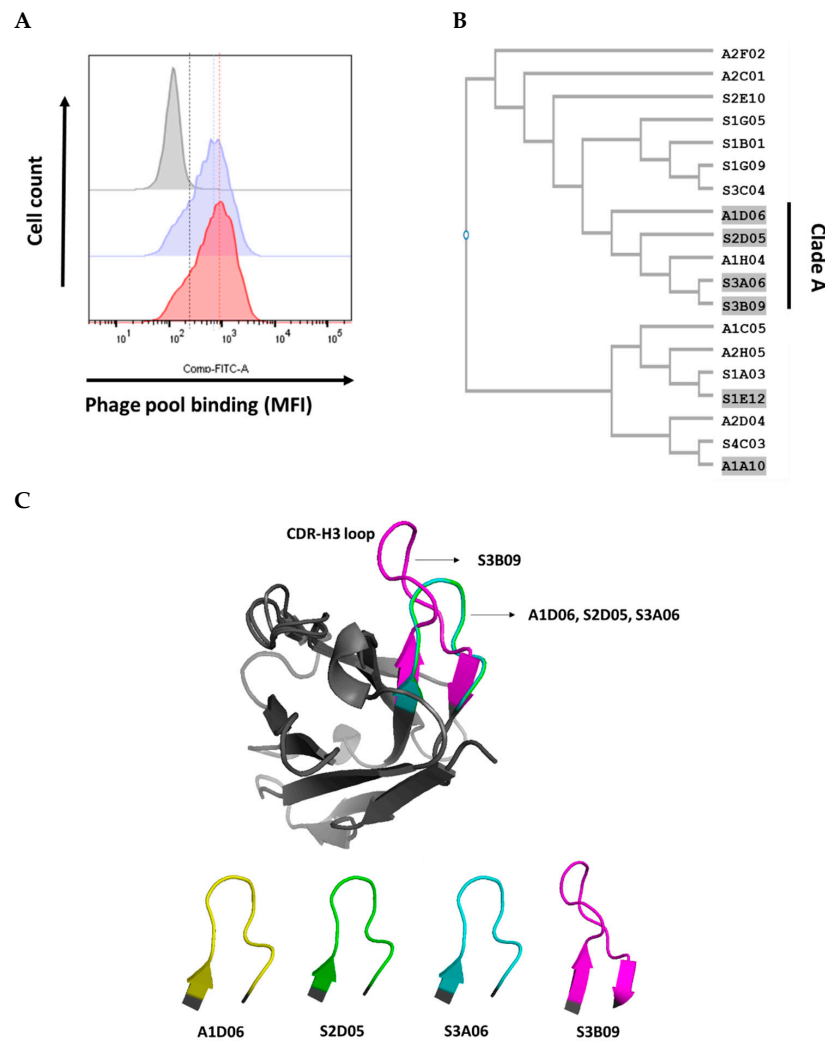 A
Cell count
10¹ 10² 10³ 10⁴ 10⁵
Comp-FITC-A
Phage pool binding (MFI)
B
A2F02
A2C01
S2E10
S1G05
S1B01
S1G09
S3C04
A1D06
S2D05
A1H04
S3A06
S3B09
A1C05
A2H05
S1A03
S1E12
A2D04
S4C03
A1A10
Clade A
C
CDR-H3 loop
S3B09
A1D06, S2D05, S3A06
A1D06 S2D05 S3A06 S3B09